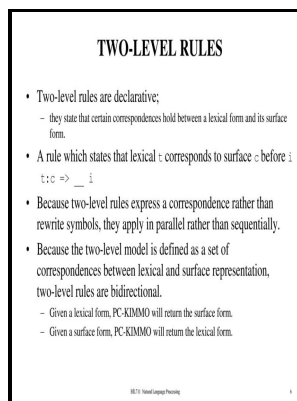 TWO-LEVEL RULES
• Two-level rules are declarative;
– they state that certain correspondences hold between a lexical form and its surface
form.
• A rule which states that lexical t corresponds to surface c before i
t:c => __ i
• Because two-level rules express a correspondence rather than
rewrite symbols, they apply in parallel rather than sequentially.
• Because the two-level model is defined as a set of
correspondences between lexical and surface representation,
two-level rules are bidirectional.
– Given a lexical form, PC-KIMMO will return the surface form.
– Given a surface form, PC-KIMMO will return the lexical form.
Natural Language Processing
6